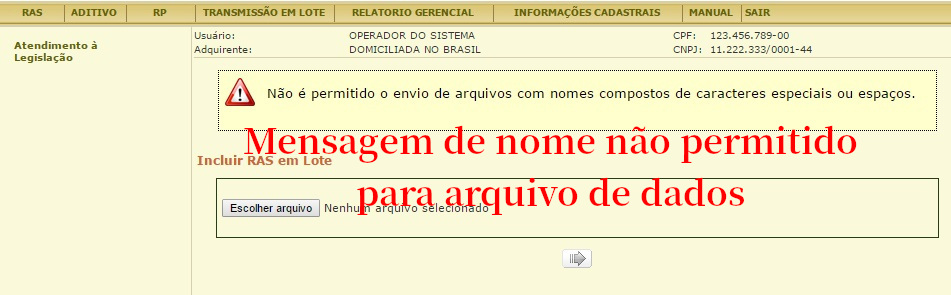 RAS ADITIVO RP TRANSMISSÃO EM LOTE RELATORIO GERENCIAL INFORMAÇÕES CADASTRAIS MANUAL SAIR
Atendimento à
Legislação
Usuário: OPERADOR DO SISTEMA CPF: 123.456.789-00
Adquirente: DOMICILIADA NO BRASIL CNPJ: 11.222.333/0001-44
Não é permitido o envio de arquivos com nomes compostos de caracteres especiais ou espaços.
Mensagem de nome não permitido
Incluir RAS em Lote
para arquivo de dados
Escolher arquivo Nenhum arquivo selecionado